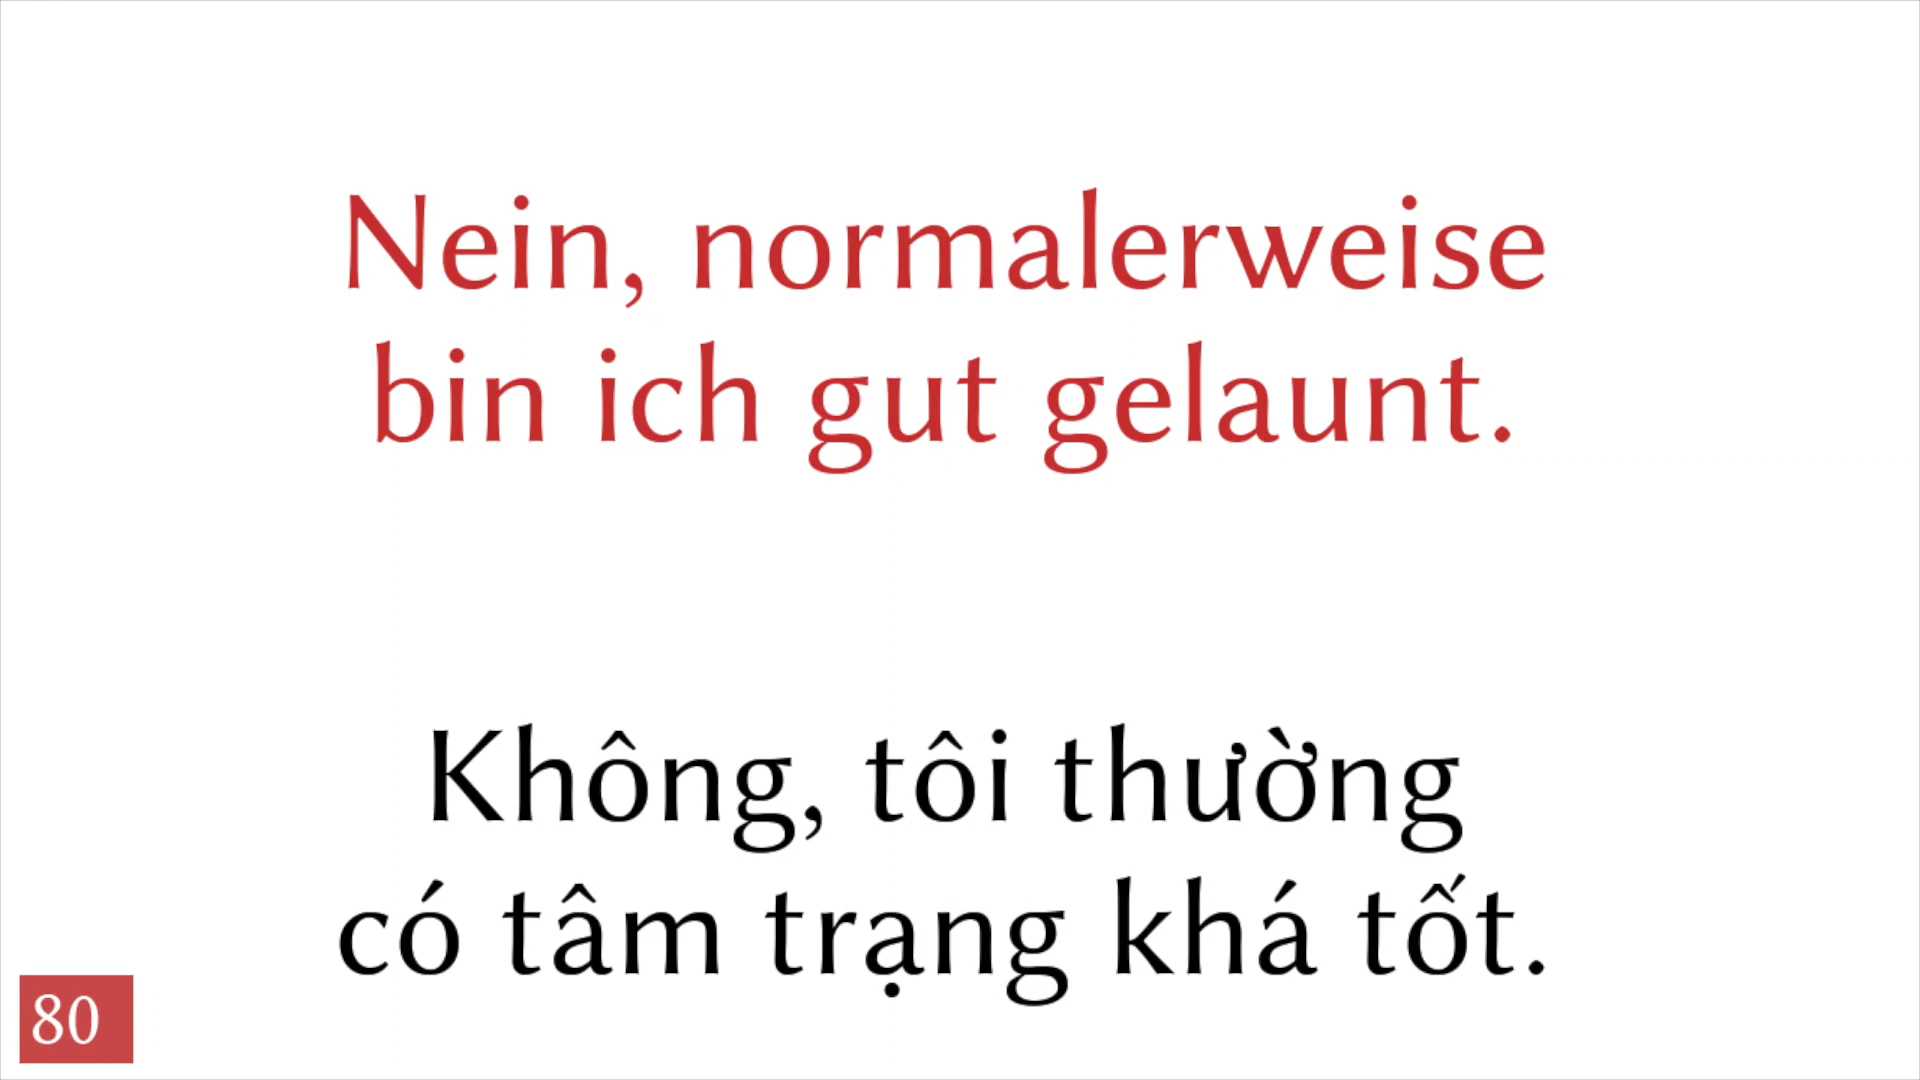 Nein, normalerweise
bin ich gut gelaunt.
Không, tôi thường
có tâm trạng khá tốt.
80